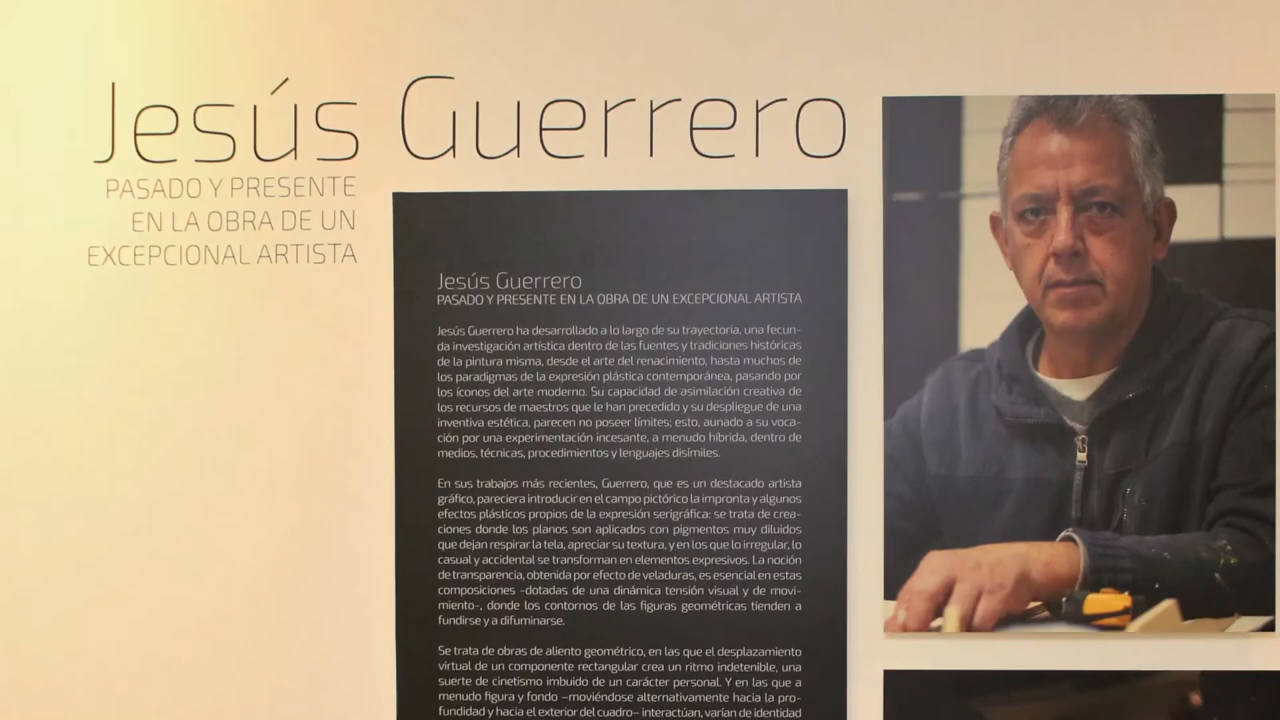 Jesús Guerrero
PASADO Y PRESENTE
EN LA OBRA DE UN
EXCEPCIONAL ARTISTA
Jesús Guerrero
PASADO Y PRESENTE EN LA OBRA DE UN EXCEPCIONAL ARTISTA
Jesús Guerrero ha desarrollado a lo largo de su trayectoria, una fecun-
da investigación artística dentro de las fuentes y tradiciones históricas
de la pintura misma, desde el arte del renacimiento, hasta muchos de
los paradigmas de la expresión plástica contemporánea, pasando por
los íconos del arte moderno. Su capacidad de asimilación creativa de
los recursos de maestros que le han precedido y su despliegue de una
inventiva estética, parecen no poseer límites; esto, aunado a su voca-
ción por una experimentación incesante, a menudo híbrida, dentro de
medios, técnicas, procedimientos y lenguajes disímiles.
En sus trabajos más recientes, Guerrero, que es un destacado artista
gráfico, pareciera introducir en el campo pictórico la impronta y algunos
efectos plásticos propios de la expresión serigráfica: se trata de crea-
ciones donde los planos son aplicados con pigmentos muy diluidos
que dejan respirar la tela, apreciar su textura, y en los que lo irregular, lo
casual y accidental se transforman en elementos expresivos. La noción
de transparencia, obtenida por efecto de veladuras, es esencial en estas
composiciones -dotadas de una dinámica tensión visual y de movi-
miento-, donde los contornos de las figuras geométricas tienden a
fundirse y a difuminarse.
Se trata de obras de aliento geométrico, en las que el desplazamiento
virtual de un componente rectangular crea un ritmo indetenible, una
suerte de cinetismo imbuido de un carácter personal. Y en las que a
menudo figura y fondo –moviéndose alternativamente hacia la pro-
fundidad y hacia el exterior del cuadro– interactúan, varían de identidad